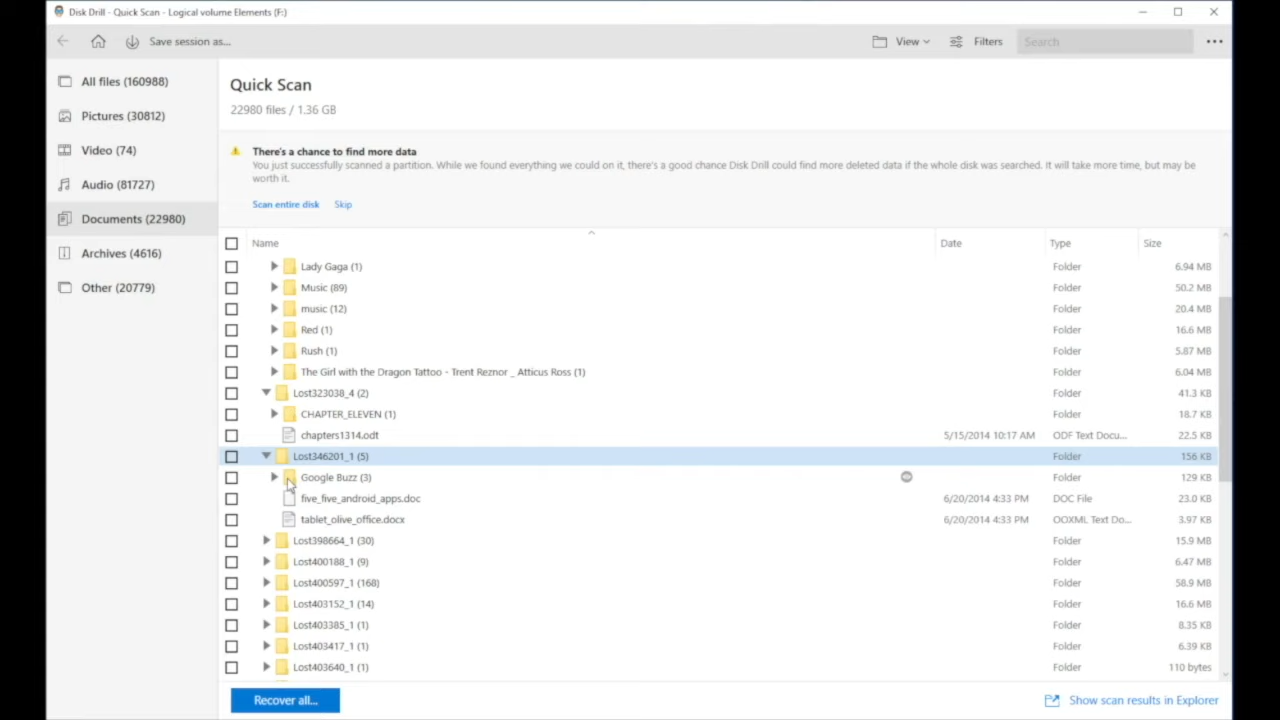 Disk Drill - Quick Scan - Logical volume Elements (F:)
Save session as...
View
Filters
Search
All files (160988)
Pictures (30812)
Video (74)
Audio (81727)
Documents (22980)
Archives (4616)
Other (20779)
Quick Scan
22980 files / 1.36 GB
There's a chance to find more data
You just successfully scanned a partition. While we found everything we could on it, there's a good chance Disk Drill could find more deleted data if the whole disk was searched. It will take more time, but may be
worth it.
Scan entire disk Skip
Name Date Type Size
Lady Gaga (1) Folder 6.94 MB
Music (89) Folder 50.2 MB
music (12) Folder 20.4 MB
Red (1) Folder 16.6 MB
Rush (1) Folder 5.87 MB
The Girl with the Dragon Tattoo - Trent Reznor _ Atticus Ross (1) Folder 6.04 MB
Lost323038_4 (2) Folder 41.3 KB
CHAPTER_ELEVEN (1) Folder 18.7 KB
chapters1314.odt 5/15/2014 10:17 AM ODF Text Docu... 22.5 KB
Lost346201_1 (5) Folder 156 KB
Google Buzz (3) Folder 129 KB
five_five_android_apps.doc 6/20/2014 4:33 PM DOC File 23.0 KB
tablet_olive_office.docx 6/20/2014 4:33 PM OOXML Text Do... 3.97 KB
Lost398664_1 (30) Folder 15.9 MB
Lost400188_1 (9) Folder 6.47 MB
Lost400597_1 (168) Folder 58.9 MB
Lost403152_1 (14) Folder 16.6 MB
Lost403385_1 (1) Folder 8.35 KB
Lost403417_1 (1) Folder 6.39 KB
Lost403640_1 (1) Folder 110 bytes
Recover all...
Show scan results in Explorer